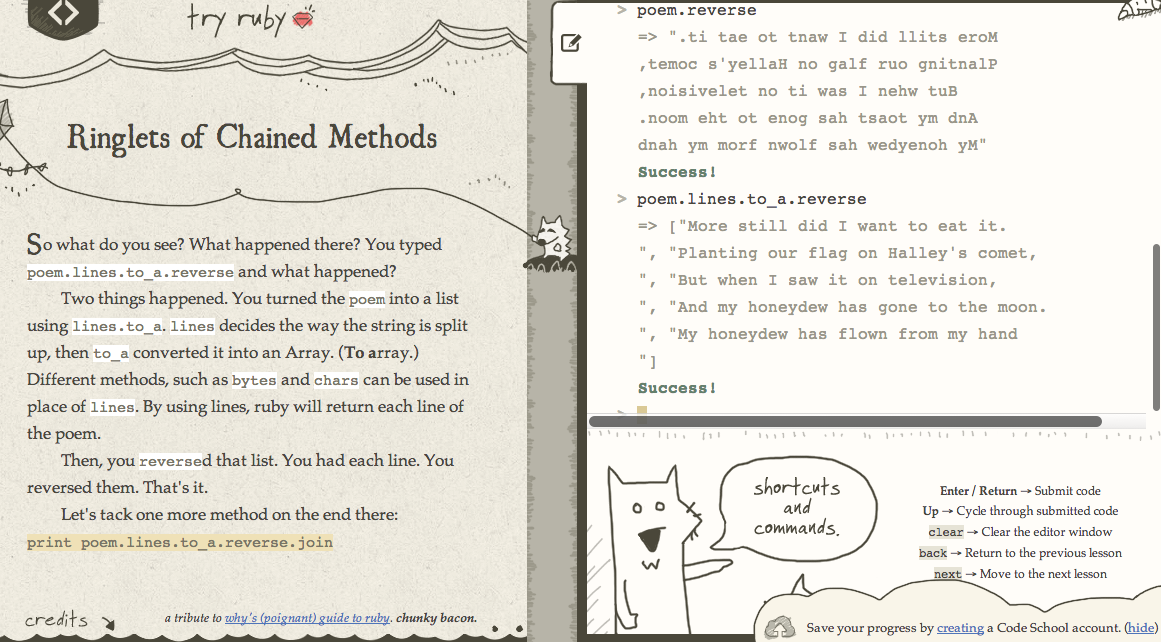 try ruby
Ringlets of Chained Methods
So what do you see? What happened there? You typed
poem.lines.to_a.reverse and what happened?
Two things happened. You turned the poem into a list
using lines.to_a. lines decides the way the string is split
up, then to_a converted it into an Array. (To array.)
Different methods, such as bytes and chars can be used in
place of lines. By using lines, ruby will return each line of
the poem.
Then, you reversed that list. You had each line. You
reversed them. That's it.
Let's tack one more method on the end there:
print poem.lines.to_a.reverse.join
credits
a tribute to why's (poignant) guide to ruby. chunky bacon.
> poem.reverse
=> ".ti tae ot tnaw I did llits eroM
,temoc s'yellaH no galf ruo gnitnalP
,noisivelet no ti was I nehw tuB
.noom eht ot enog sah tsaot ym dnA
dnah ym morf nwolf sah wedyenoh yM"
Success!
> poem.lines.to_a.reverse
=> ["More still did I want to eat it.
", "Planting our flag on Halley's comet,
", "But when I saw it on television,
", "And my honeydew has gone to the moon.
", "My honeydew has flown from my hand
"]
Success!
>
shortcuts
and
commands.
Enter / Return → Submit code
Up → Cycle through submitted code
clear → Clear the editor window
back → Return to the previous lesson
next → Move to the next lesson
Save your progress by creating a Code School account. (hide)